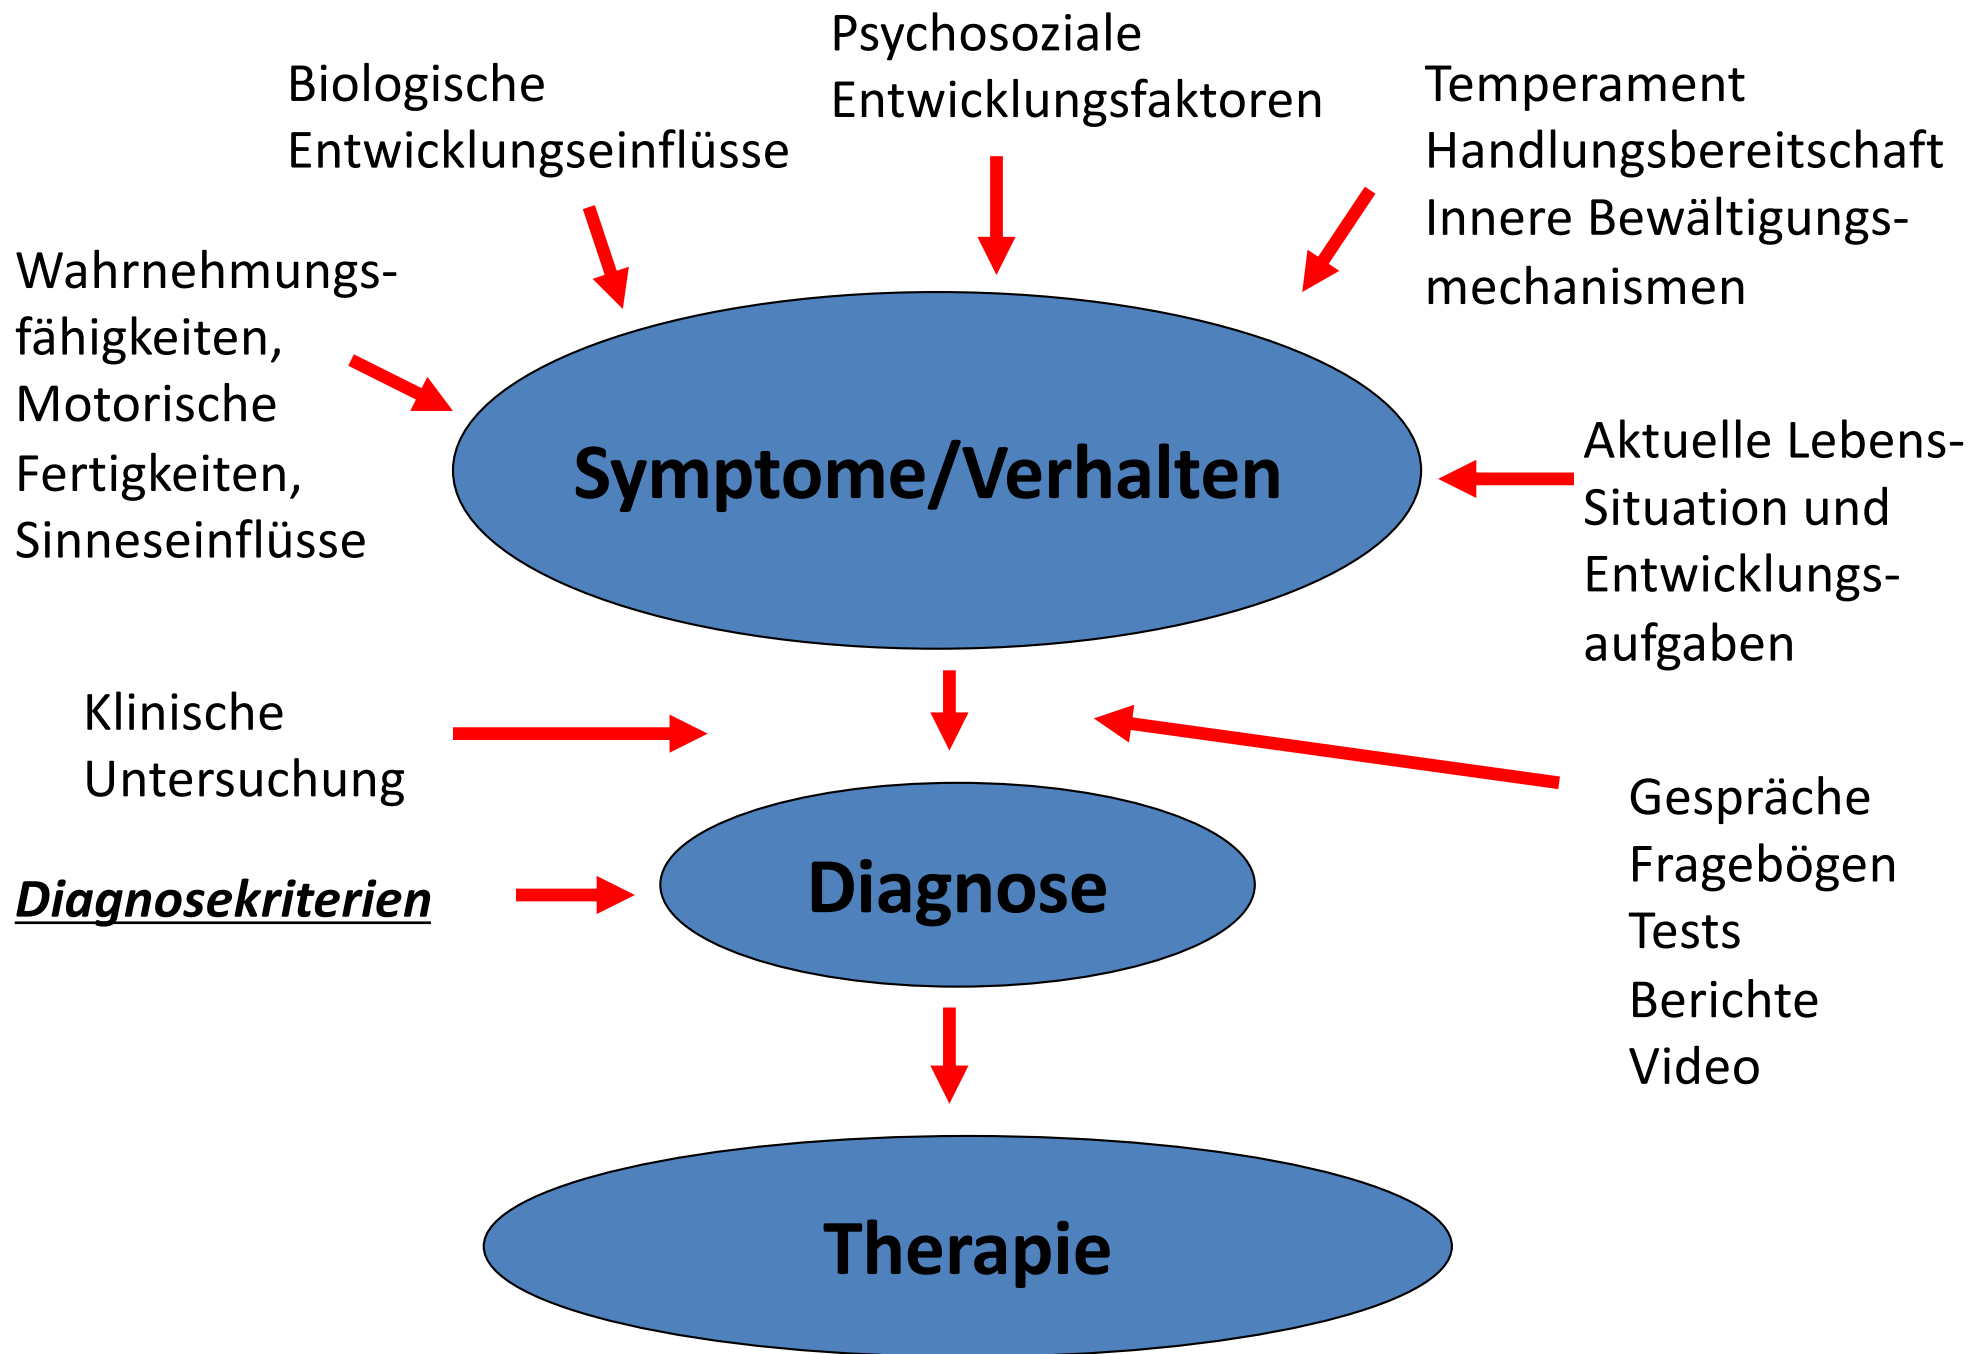 Psychosoziale
Entwicklungsfaktoren
Biologische
Entwicklungseinflüsse
Temperament
Handlungsbereitschaft
Innere Bewältigungs-
mechanismen
Wahrnehmungs-
fähigkeiten,
Motorische
Fertigkeiten,
Sinneseinflüsse
Symptome/Verhalten
Aktuelle Lebens-
Situation und
Entwicklungs-
aufgaben
Klinische
Untersuchung
Gespräche
Fragebögen
Tests
Berichte
Video
Diagnosekriterien
Diagnose
Therapie